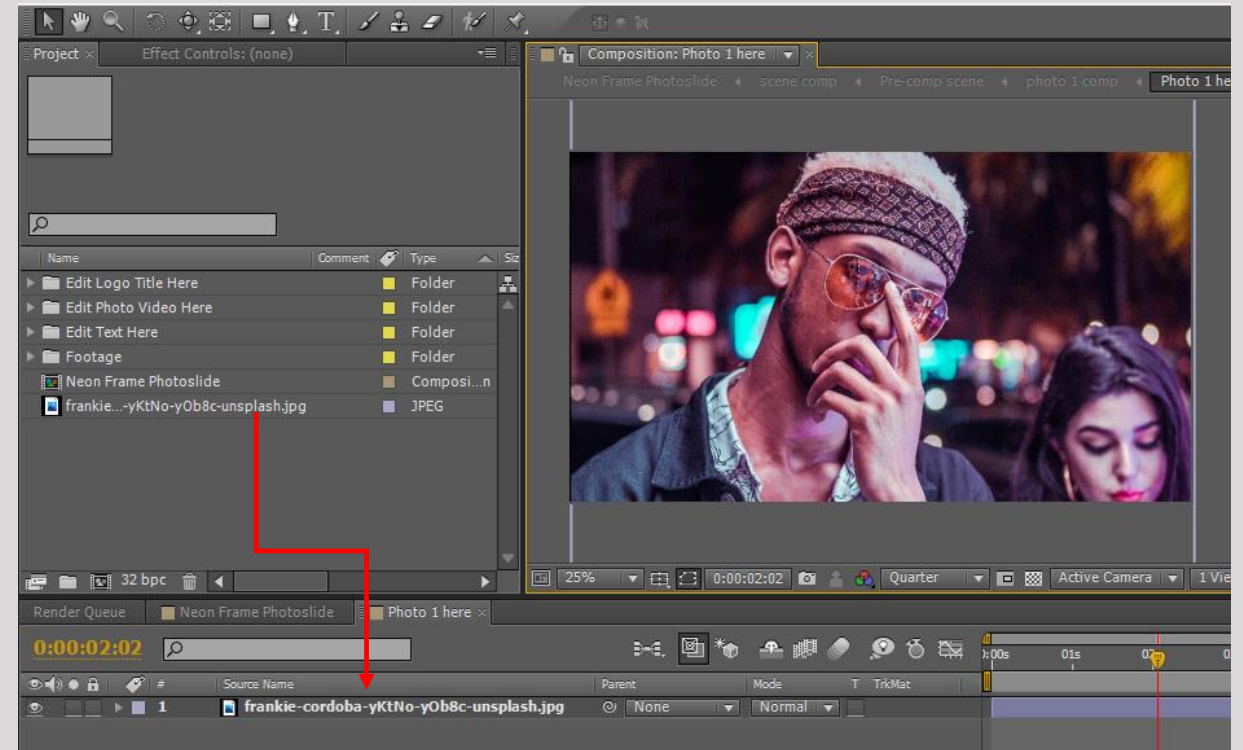 Project × Effect Controls: (none)
Composition: Photo 1 here ×
Neon Frame Photoslide scene comp Pre-comp scene photo 1 comp Photo 1 he
Name Comment Type Siz
Edit Logo Title Here Folder
Edit Photo Video Here Folder
Edit Text Here Folder
Footage Folder
Neon Frame Photoslide Composi...n
frankie...-yKtNo-yOb8c-unsplash.jpg JPEG
32 bpc
25% 0:00:02:02 Quarter Active Camera 1 Vie
Render Queue Neon Frame Photoslide Photo 1 here ×
0:00:02:02
):00s 01s 02s 0
# Source Name Parent Mode T TrkMat
1 frankie-cordoba-yKtNo-yOb8c-unsplash.jpg None Normal